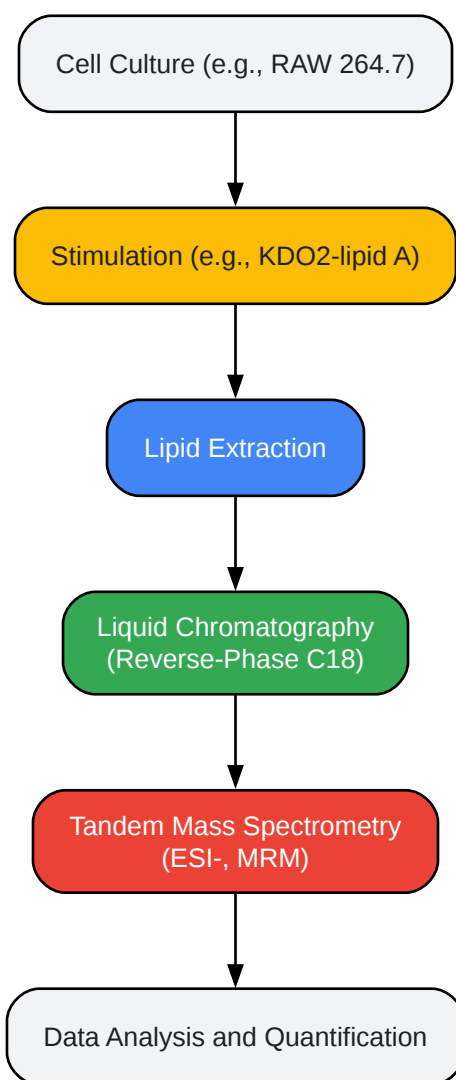 Cell Culture (e.g., RAW 264.7)
Stimulation (e.g., KDO2-lipid A)
Lipid Extraction
Liquid Chromatography
(Reverse-Phase C18)
Tandem Mass Spectrometry
(ESI-, MRM)
Data Analysis and Quantification